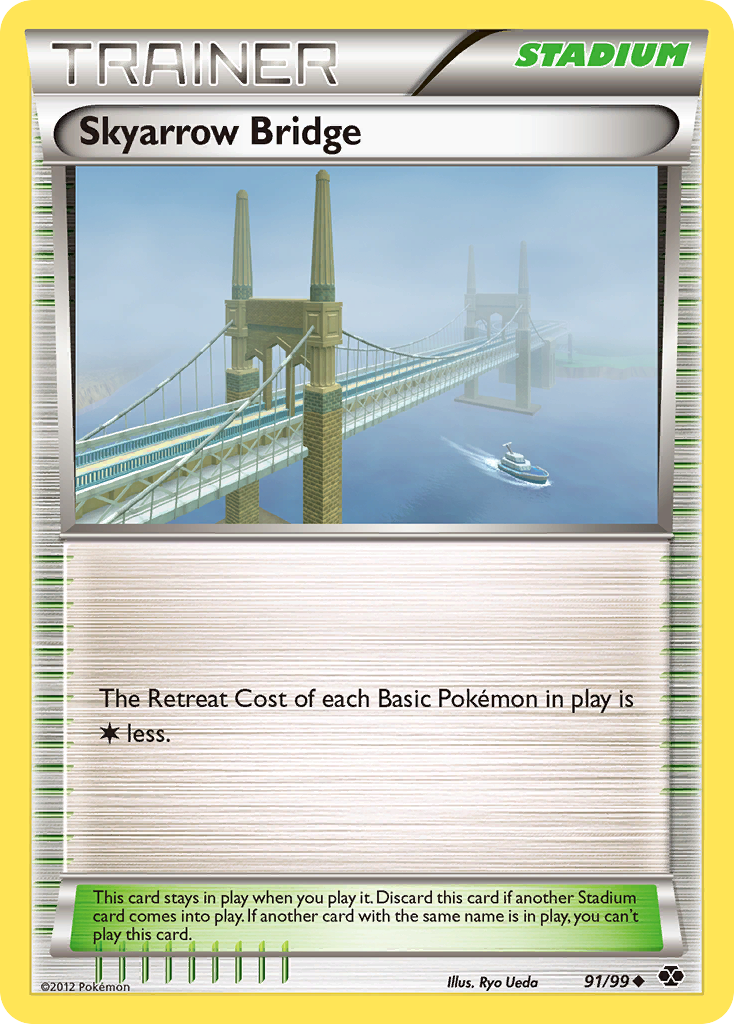 TRAINER
STADIUM
Skyarrow Bridge
The Retreat Cost of each Basic Pokémon in play is
less.
This card stays in play when you play it. Discard this card if another Stadium
card comes into play. If another card with the same name is in play, you can't
play this card.
©2012 Pokémon
Illus. Ryo Ueda
91/99